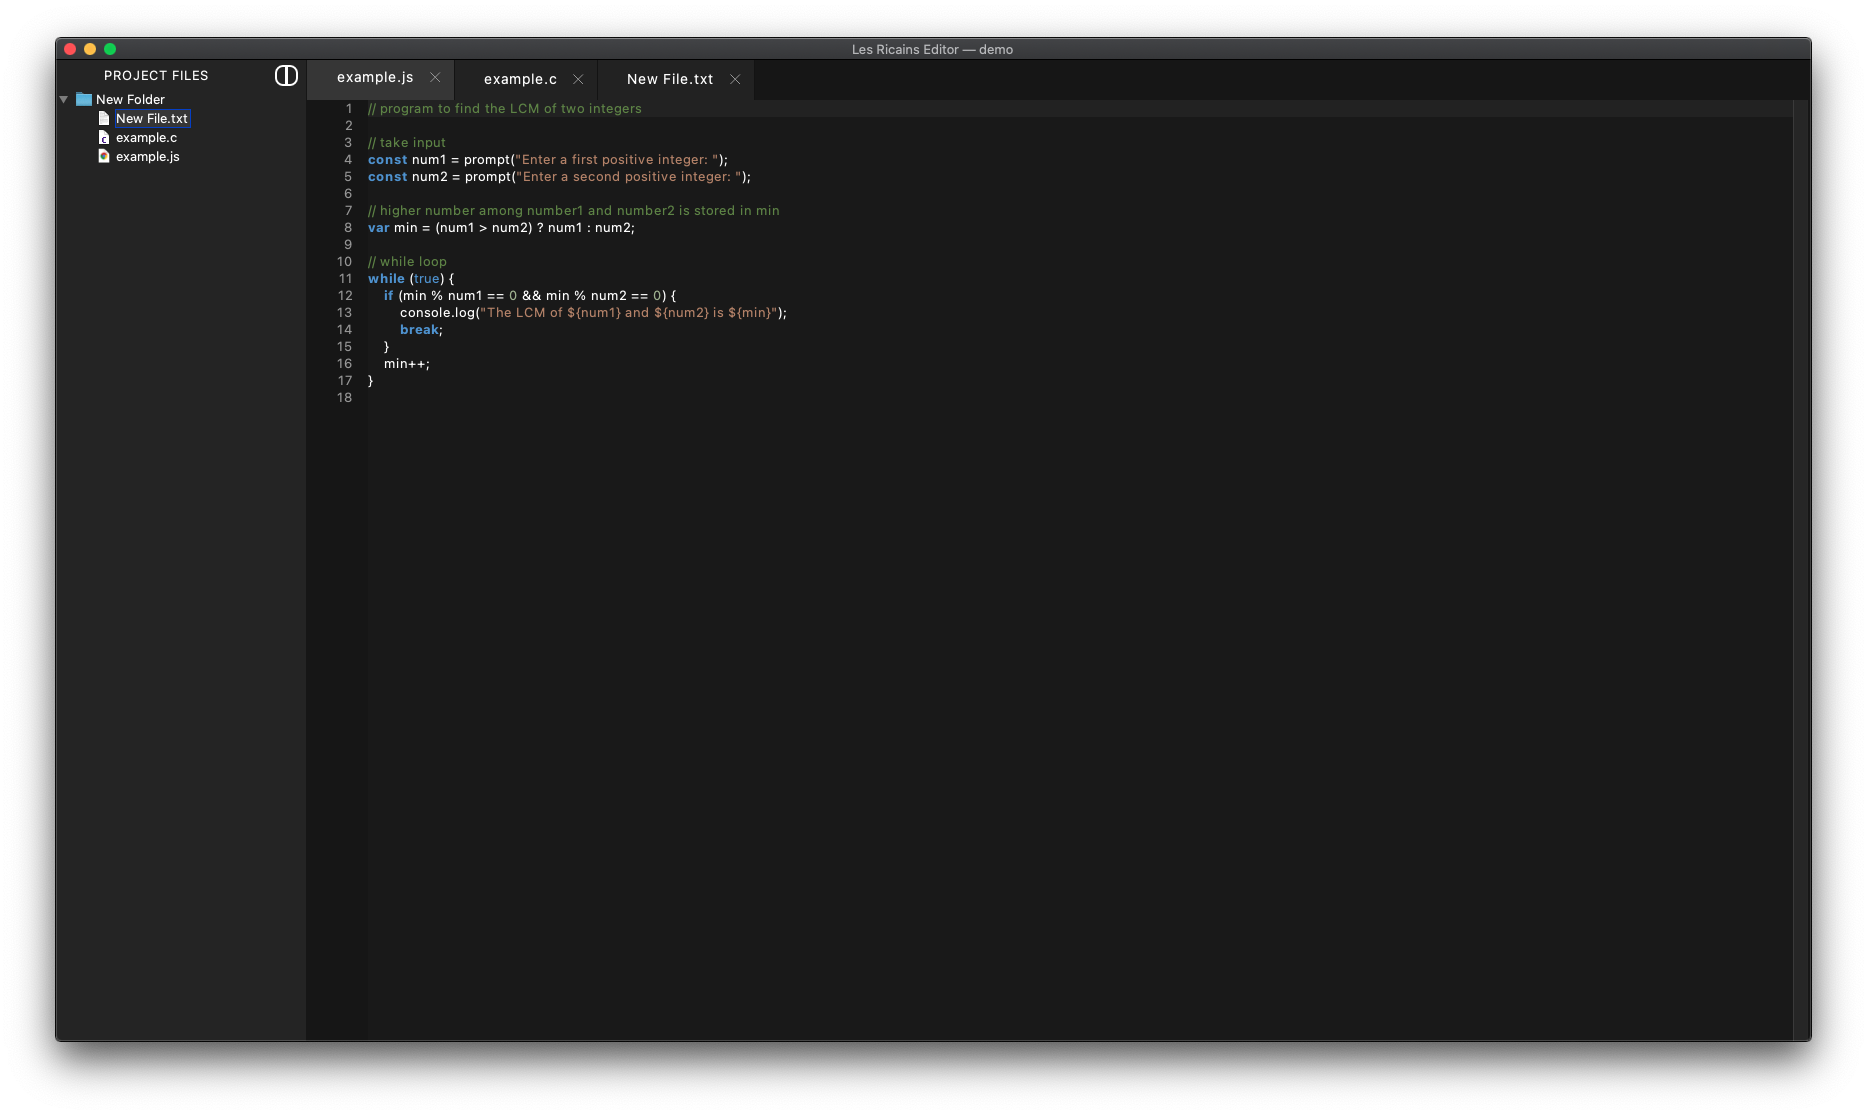 Les Ricains Editor — demo
PROJECT FILES
New Folder
New File.txt
example.c
example.js
example.js
example.c
New File.txt
1 // program to find the LCM of two integers
2
3 // take input
4 const num1 = prompt("Enter a first positive integer: ");
5 const num2 = prompt("Enter a second positive integer: ");
6
7 // higher number among number1 and number2 is stored in min
8 var min = (num1 > num2) ? num1 : num2;
9
10 // while loop
11 while (true) {
12 if (min % num1 == 0 && min % num2 == 0) {
13 console.log("The LCM of ${num1} and ${num2} is ${min}");
14 break;
15 }
16 min++;
17 }
18